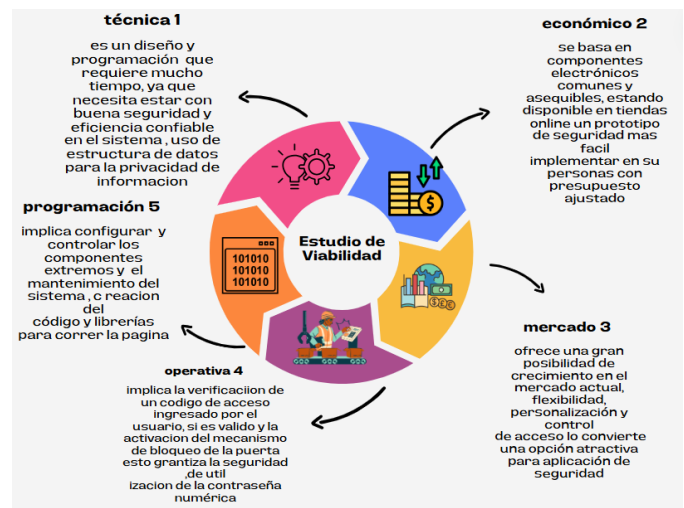 técnica 1
es un diseño y
programación que
requiere mucho
tiempo, ya que
necesita estar con
buena seguridad y
eficiencia confiable
en el sistema , uso de
estructura de datos
para la privacidad de
informacion
económico 2
se basa en
componentes
electrónicos
comunes y
asequibles, estando
disponible en tiendas
online un prototipo
de seguridad mas
facil
implementar en su
personas con
presupuesto
ajustado
Estudio de
Viabilidad
101010
101010
101010
mercado 3
ofrece una gran
posibilidad de
crecimiento en el
mercado actual,
flexibilidad,
personalización y
control
de acceso lo convierte
una opción atractiva
para aplicación de
seguridad
operativa 4
implica la verificaciion de
un codigo de acceso
ingresado por el
usuario, si es valido y la
activacion del mecanismo
de bloqueo de la puerta
esto grantiza la seguridad
,de util
izacion de la contraseña
numérica
programación 5
implica configurar y
controlar los
componentes
extremos y el
mantenimiento del
sistema , c reacion
del
código y librerías
para correr la pagina